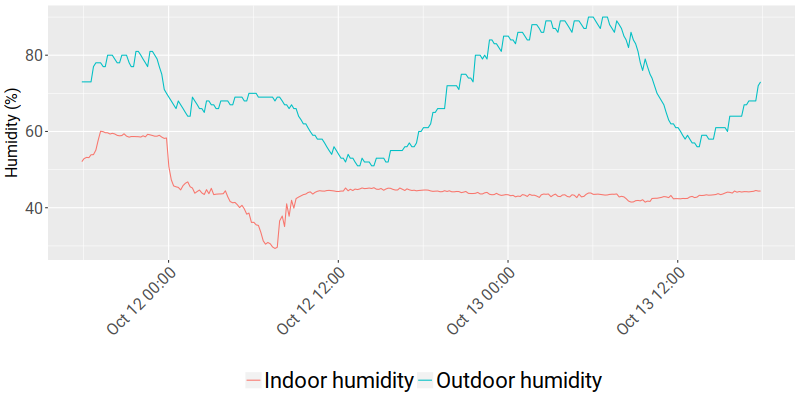 Humidity (%)
80
60
40
Oct 12 00:00
Oct 12 12:00
Oct 13 00:00
Oct 13 12:00
Indoor humidity
Outdoor humidity